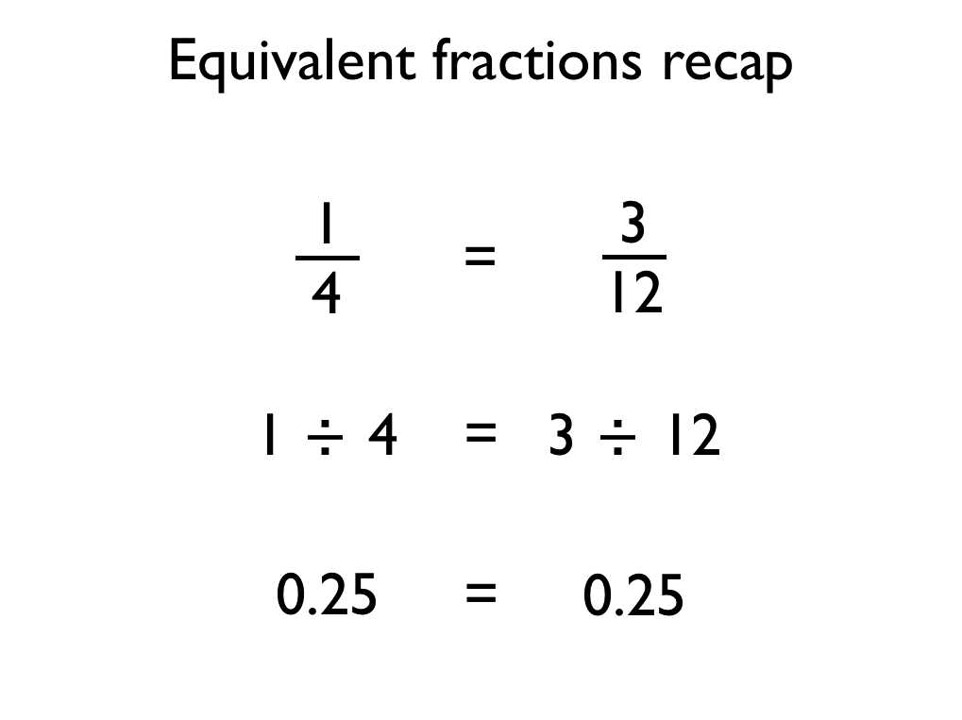 Equivalent fractions recap
1/4 = 3/12
1 ÷ 4 = 3 ÷ 12
0.25 = 0.25